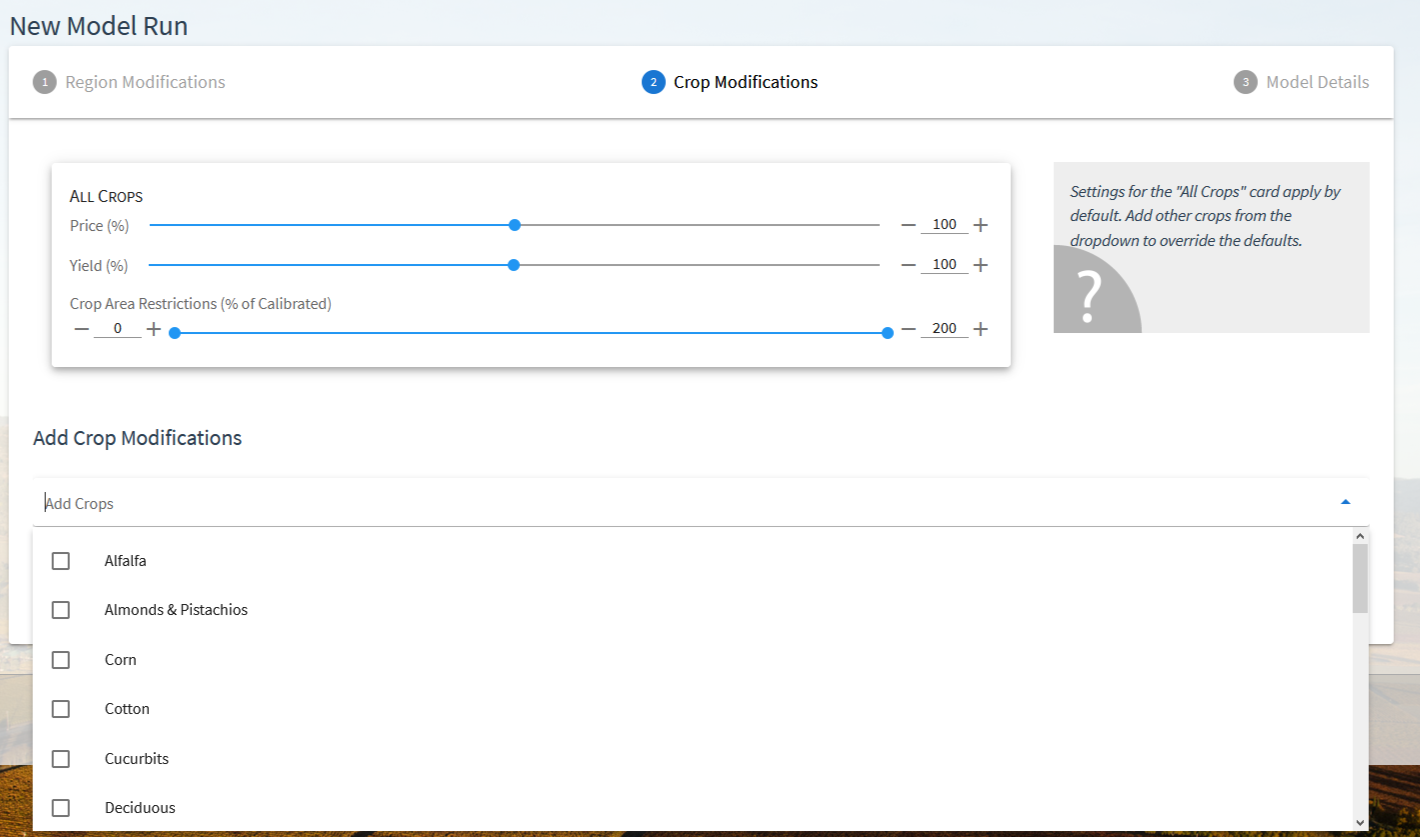 New Model Run
1 Region Modifications
2 Crop Modifications
3 Model Details
ALL CROPS
Price (%) 100
Yield (%) 100
Crop Area Restrictions (% of Calibrated)
0 200
Settings for the "All Crops" card apply by
default. Add other crops from the
dropdown to override the defaults.
?
Add Crop Modifications
Add Crops
Alfalfa
Almonds & Pistachios
Corn
Cotton
Cucurbits
Deciduous